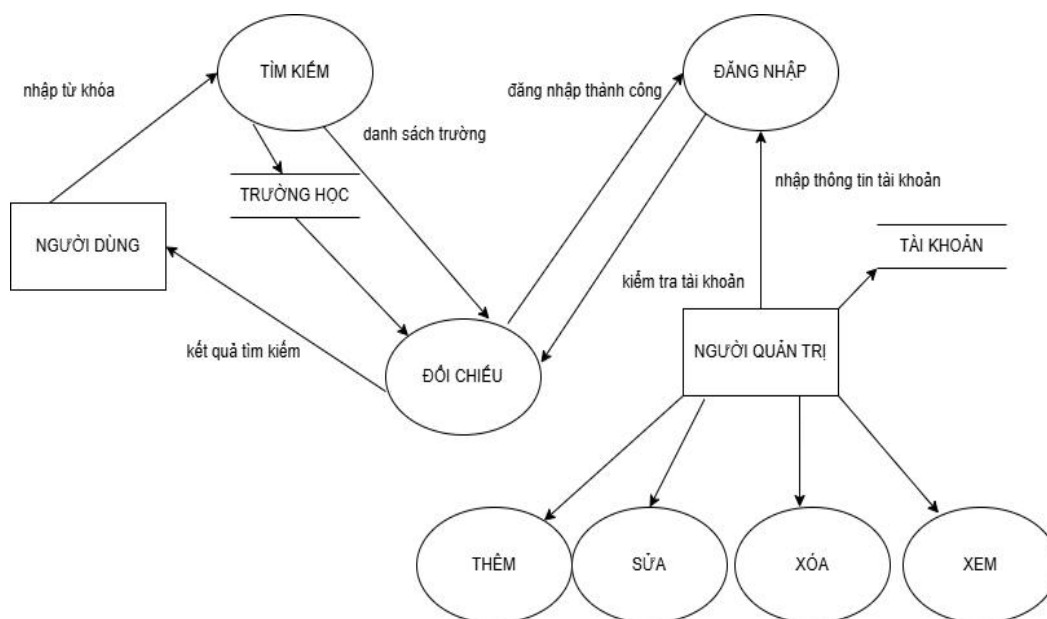 TÌM KIẾM
ĐĂNG NHẬP
nhập từ khóa
đăng nhập thành công
danh sách trường
TRƯỜNG HỌC
nhập thông tin tài khoản
NGƯỜI DÙNG
TÀI KHOẢN
kiểm tra tài khoản
kết quả tìm kiếm
NGƯỜI QUẢN TRỊ
ĐỐI CHIẾU
THÊM
SỬA
XÓA
XEM